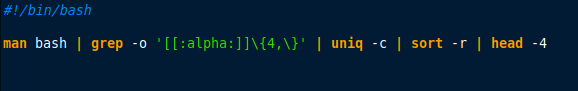 #!/bin/bash
man bash | grep -o '[[:alpha:]]\{4,\}' | uniq -c | sort -r | head -4